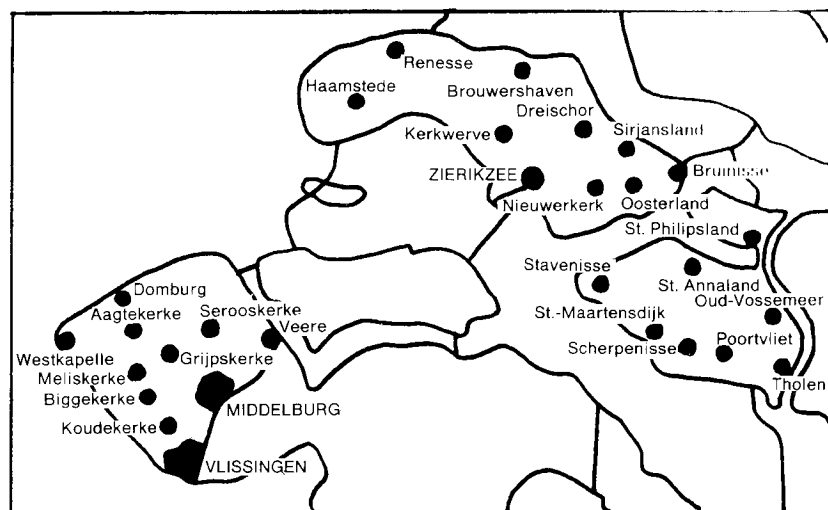 Renesse
Haamstede
Brouwershaven
Dreischor
Kerkwerve
Sirjansland
ZIERIKZEE
Bruinisse
Nieuwerkerk
Oosterland
St. Philipsland
Stavenisse
St. Annaland
Oud-Vossemeer
St.-Maartensdijk
Scherpenisse
Poortvliet
Tholen
Domburg
Aagtekerke
Serooskerke
Veere
Westkapelle
Grijpskerke
Meliskerke
Biggekerke
MIDDELBURG
Koudekerke
VLISSINGEN